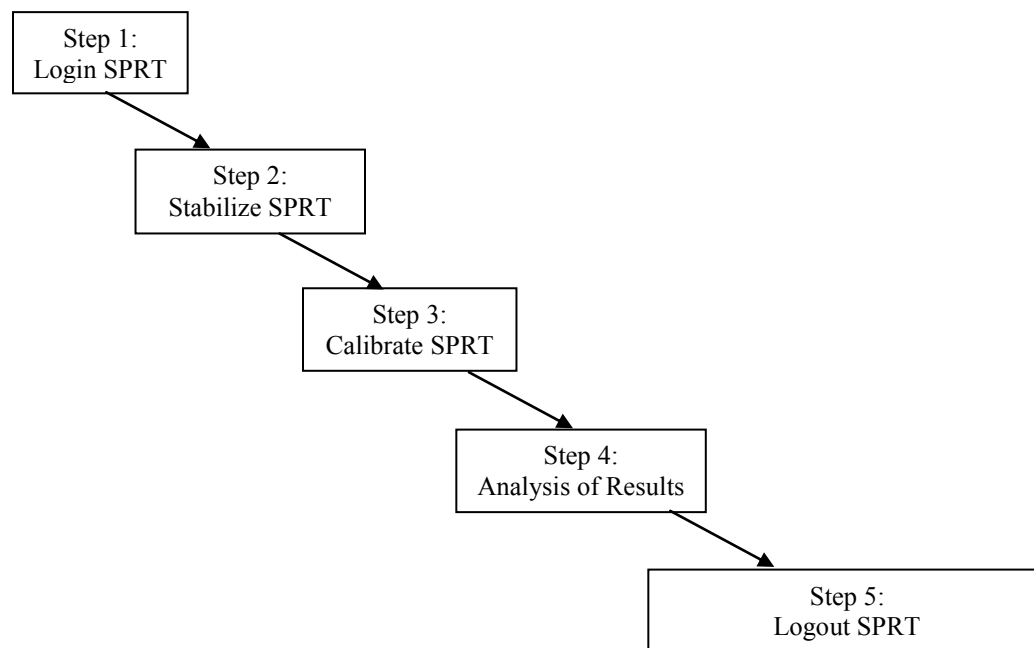 Step 1:
Login SPRT
Step 2:
Stabilize SPRT
Step 3:
Calibrate SPRT
Step 4:
Analysis of Results
Step 5:
Logout SPRT